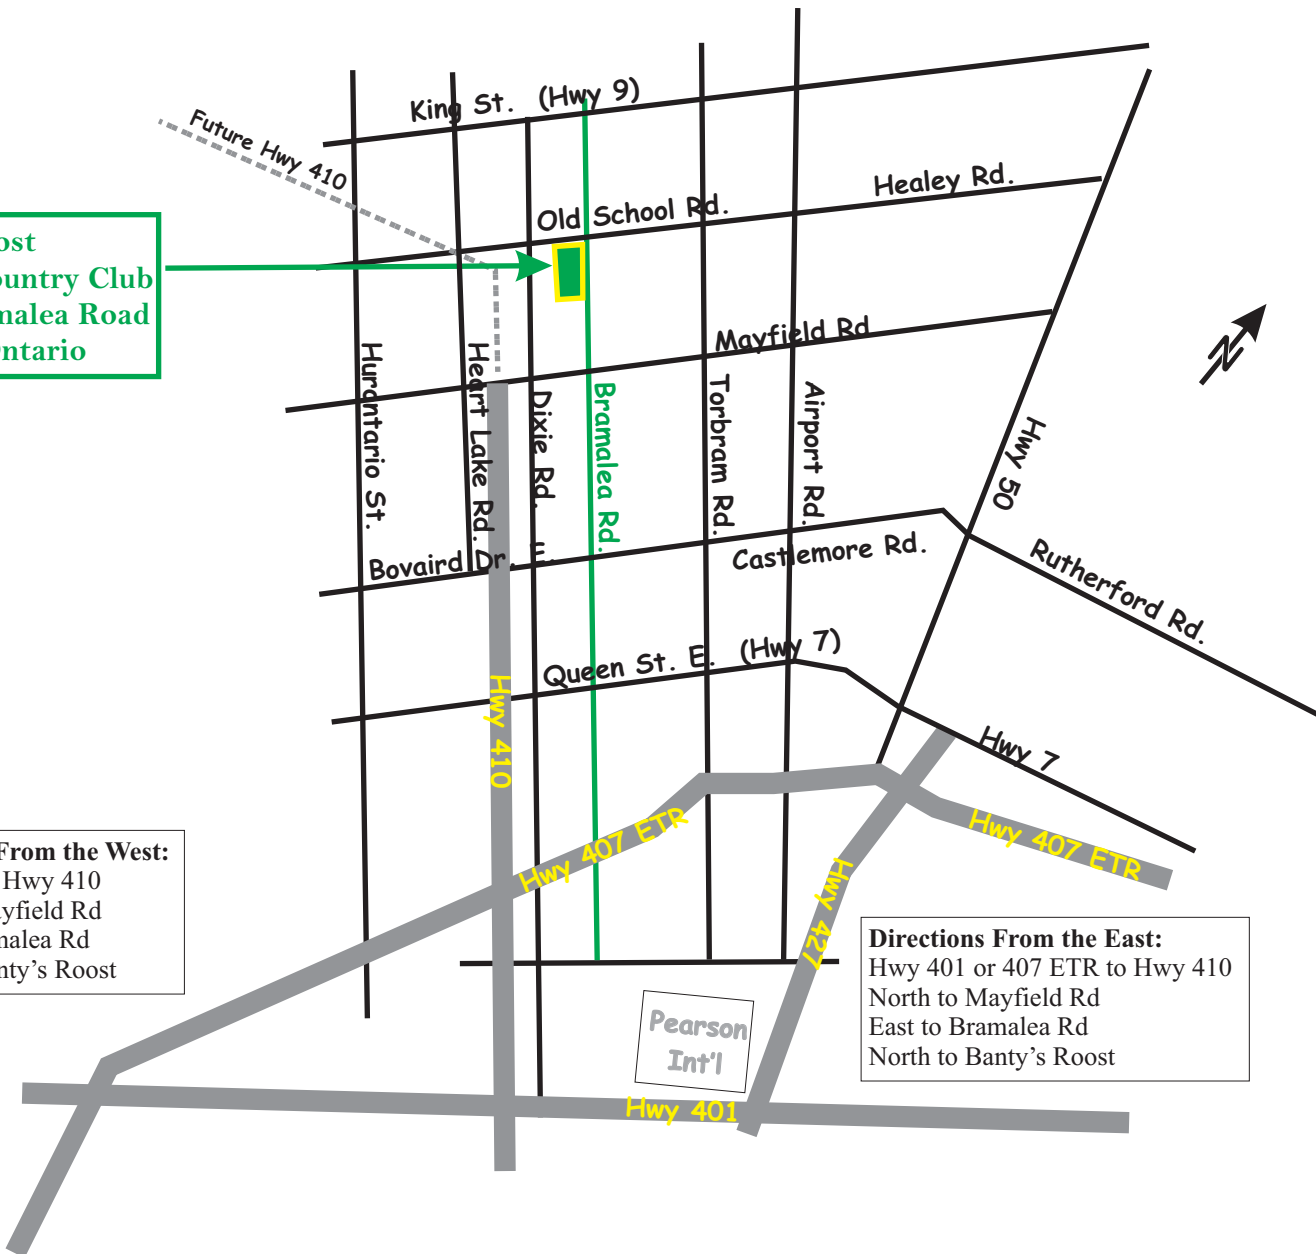 King St. (Hwy 9)
Future Hwy 410
Healey Rd.
Old School Rd.
ost
ountry Club
malea Road
Ontario
Mayfield Rd
N
Hurantario St.
Heart Lake Rd.
Dixie Rd.
Bramalea Rd.
Torbram Rd.
Airport Rd.
Hwy 50
Bovaird Dr. E.
Castlemore Rd.
Rutherford Rd.
Queen St. E. (Hwy 7)
Hwy 410
Hwy 7
Hwy 407 ETR
Hwy 407 ETR
Hwy 427
From the West:
Hwy 410
ayfield Rd
malea Rd
nty's Roost
Directions From the East:
Hwy 401 or 407 ETR to Hwy 410
North to Mayfield Rd
East to Bramalea Rd
North to Banty's Roost
Pearson
Int'l
Hwy 401